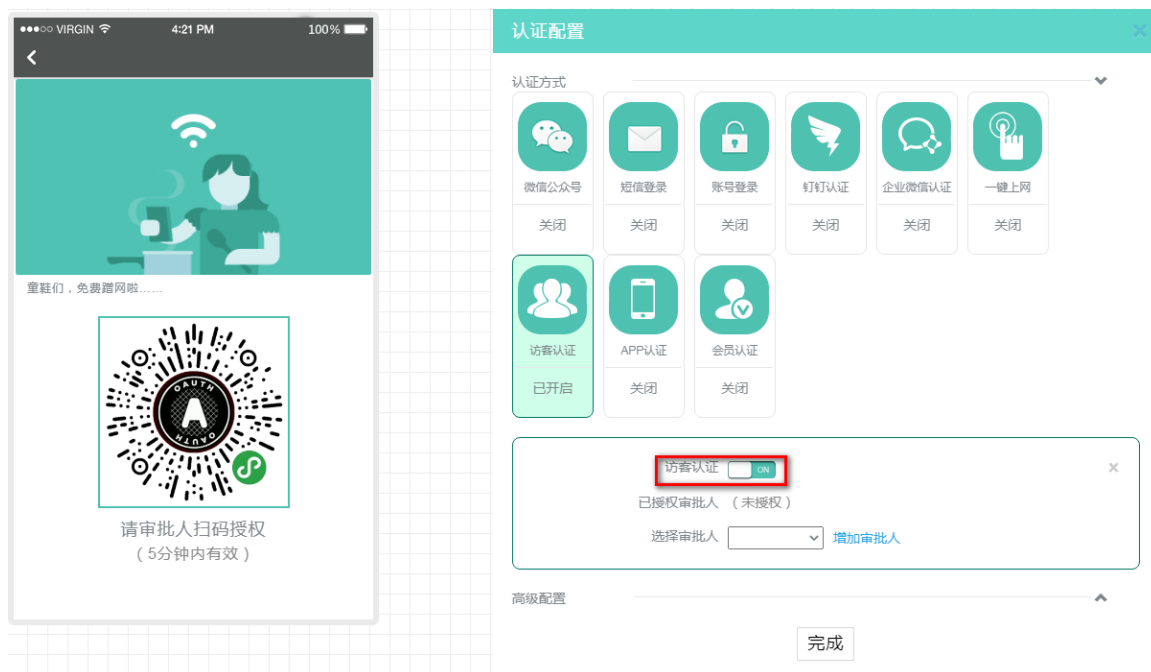 VIRGIN
4:21 PM
100%
童鞋们，免费蹭网啦……
OAUTH
A
OAUTH
请审批人扫码授权
（5分钟内有效）
认证配置
认证方式
微信公众号 短信登录 账号登录 钉钉认证 企业微信认证 一键上网
关闭 关闭 关闭 关闭 关闭 关闭
访客认证 APP认证 会员认证
已开启 关闭 关闭
访客认证 ON
已授权审批人 （未授权）
选择审批人 增加审批人
高级配置
完成